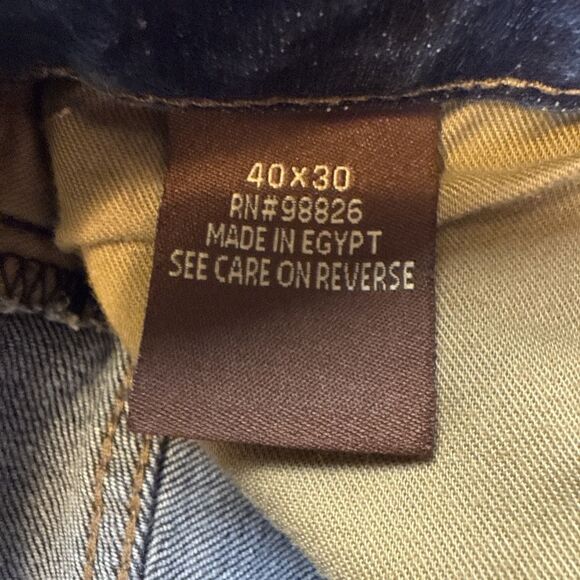 40X30
RN#98826
MADE IN EGYPT
SEE CARE ON REVERSE